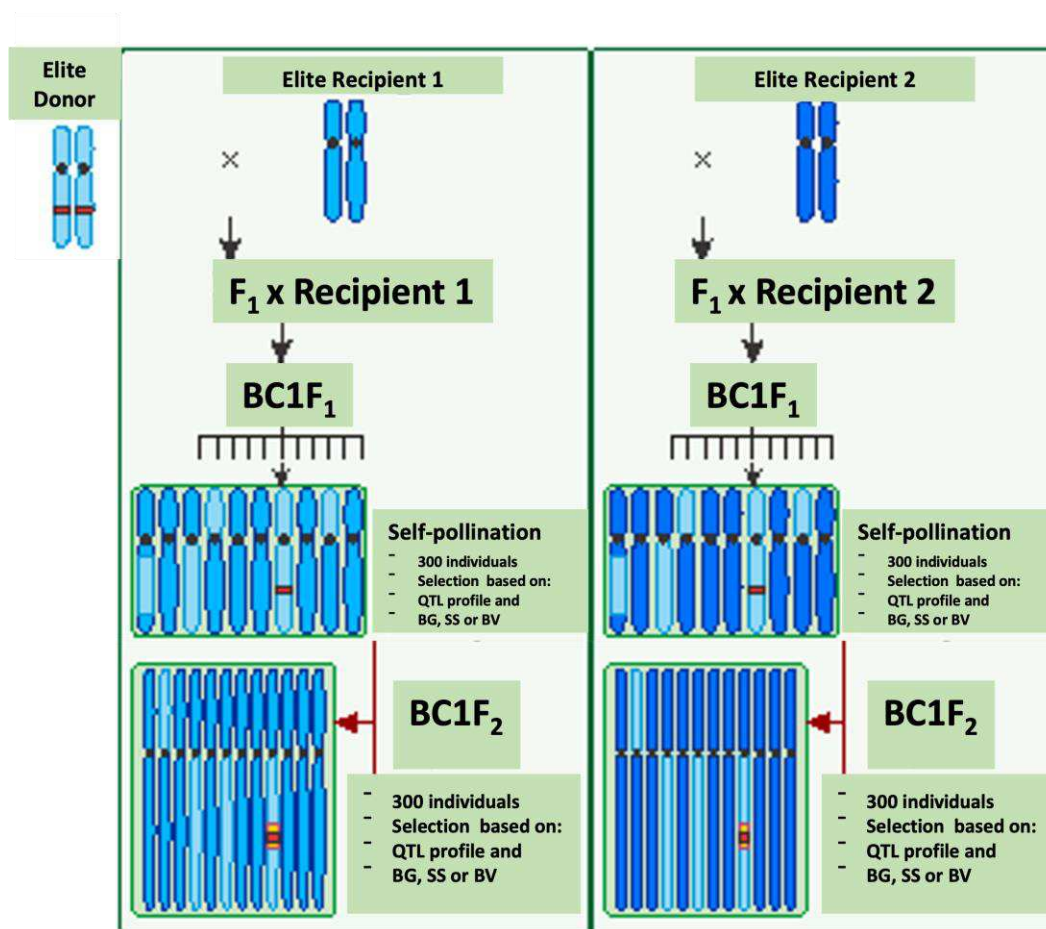 Elite
Donor
Elite Recipient 1
×
F₁ x Recipient 1
BC1F₁
Self-pollination
- 300 individuals
- Selection based on:
- QTL profile and
- BG, SS or BV
BC1F₂
- 300 individuals
- Selection based on:
- QTL profile and
- BG, SS or BV
Elite Recipient 2
×
F₁ x Recipient 2
BC1F₁
Self-pollination
- 300 individuals
- Selection based on:
- QTL profile and
- BG, SS or BV
BC1F₂
- 300 individuals
- Selection based on:
- QTL profile and
- BG, SS or BV